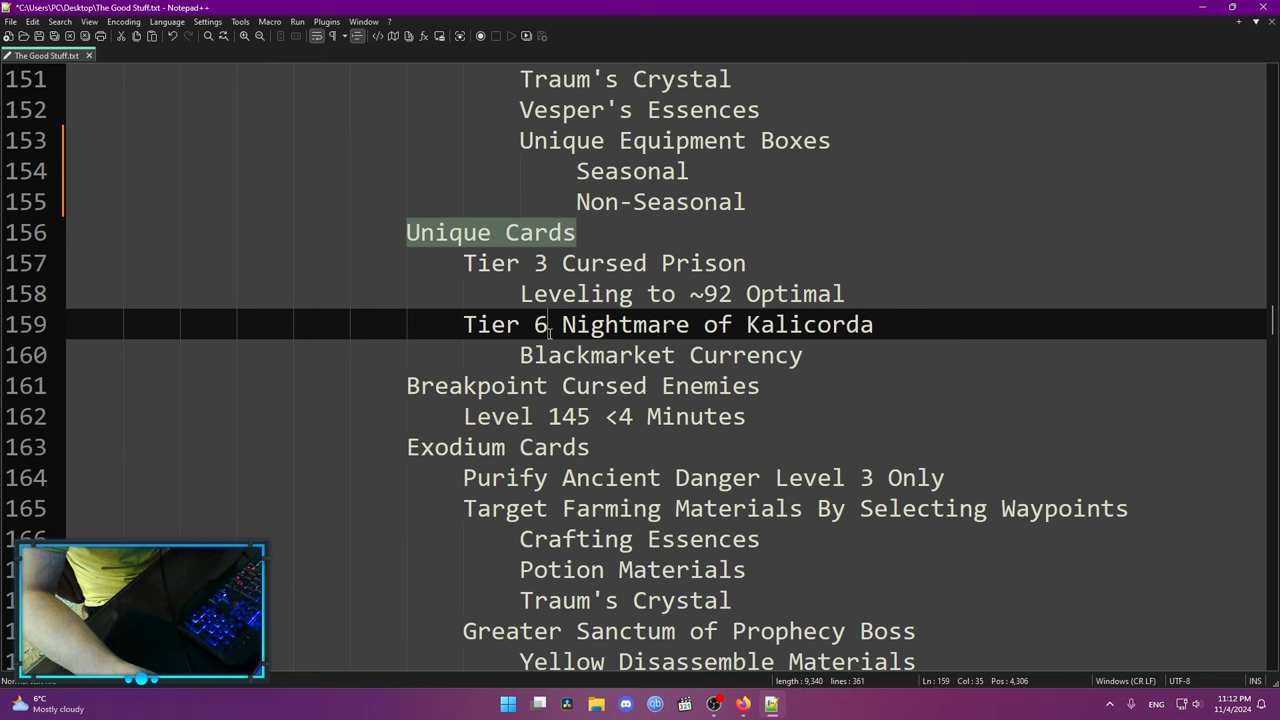 *C:\Users\PC\Desktop\The Good Stuff.txt - Notepad++
File Edit Search View Encoding Language Settings Tools Macro Run Plugins Window ?
The Good Stuff.txt
151 Traum's Crystal
152 Vesper's Essences
153 Unique Equipment Boxes
154 Seasonal
155 Non-Seasonal
156 Unique Cards
157 Tier 3 Cursed Prison
158 Leveling to ~92 Optimal
159 Tier 6 Nightmare of Kalicorda
160 Blackmarket Currency
161 Breakpoint Cursed Enemies
162 Level 145 <4 Minutes
163 Exodium Cards
164 Purify Ancient Danger Level 3 Only
165 Target Farming Materials By Selecting Waypoints
166 Crafting Essences
Potion Materials
Traum's Crystal
Greater Sanctum of Prophecy Boss
Yellow Disassemble Materials
length : 9,340 lines : 361 Ln : 159 Col : 35 Pos : 4,306 Windows (CR LF) UTF-8 INS
6°C
Mostly cloudy
ENG
11:12 PM
11/4/2024